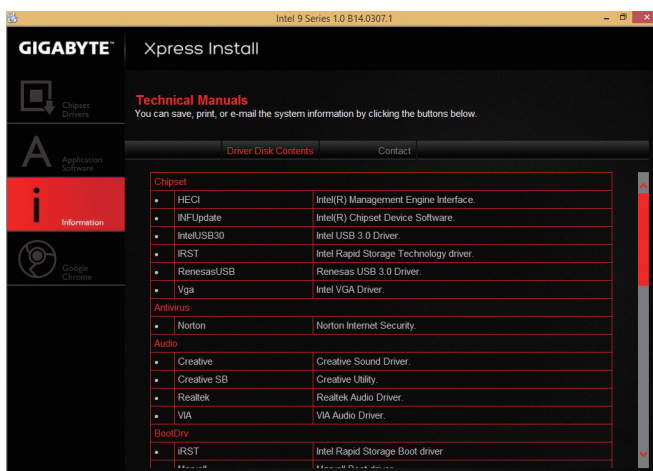 Intel 9 Series 1.0 B14.0307.1
GIGABYTE™
Xpress Install
Chipset
Drivers
Application
Software
Information
Google
Chrome
Technical Manuals
You can save, print, or e-mail the system information by clicking the buttons below.
Driver Disk Contents Contact
Chipset
• HECI Intel(R) Management Engine Interface.
• INFUpdate Intel(R) Chipset Device Software.
• IntelUSB30 Intel USB 3.0 Driver.
• IRST Intel Rapid Storage Technology driver.
• RenesasUSB Renesas USB 3.0 Driver.
• Vga Intel VGA Driver.
Antivirus
• Norton Norton Internet Security.
Audio
• Creative Creative Sound Driver.
• Creative SB Creative Utility.
• Realtek Realtek Audio Driver.
• VIA VIA Audio Driver.
BootDrv
• iRST Intel Rapid Storage Boot driver